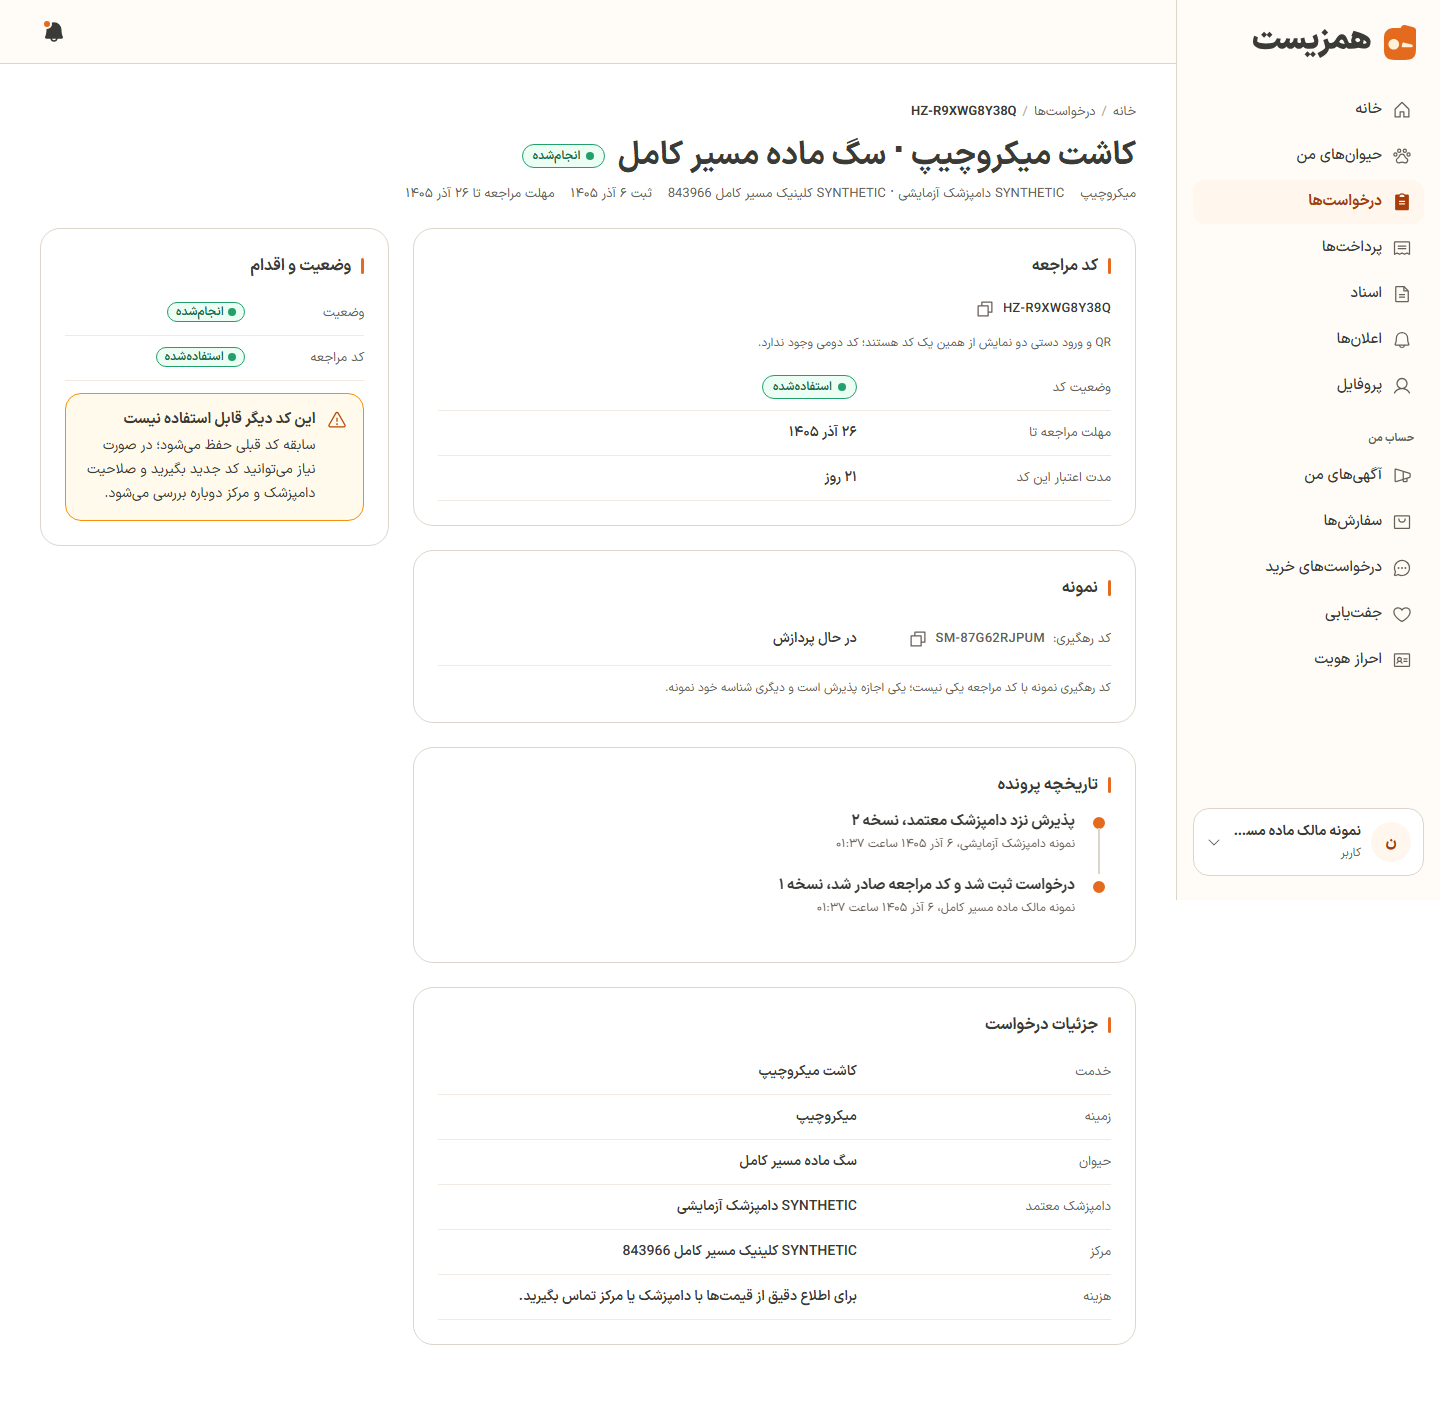 همزیست
خانه
حیوان‌های من
درخواست‌ها
پرداخت‌ها
اسناد
اعلان‌ها
پروفایل
حساب من
آگهی‌های من
سفارش‌ها
درخواست‌های خرید
جفت‌یابی
احراز هویت
ن
نمونه مالک ماده مس...
کاربر
خانه / درخواست‌ها / HZ-R9XWG8Y38Q
کاشت میکروچیپ · سگ ماده مسیر کامل انجام‌شده
میکروچیپ SYNTHETIC دامپزشک آزمایشی · SYNTHETIC کلینیک مسیر کامل 843966 ثبت ۶ آذر ۱۴۰۵ مهلت مراجعه تا ۲۶ آذر ۱۴۰۵
کد مراجعه
HZ-R9XWG8Y38Q
QR و ورود دستی دو نمایش از همین یک کد هستند؛ کد دومی وجود ندارد.
وضعیت کد استفاده‌شده
مهلت مراجعه تا ۲۶ آذر ۱۴۰۵
مدت اعتبار این کد ۲۱ روز
نمونه
کد رهگیری: SM-87G62RJPUM در حال پردازش
کد رهگیری نمونه با کد مراجعه یکی نیست؛ یکی اجازه پذیرش است و دیگری شناسه خود نمونه.
تاریخچه پرونده
پذیرش نزد دامپزشک معتمد، نسخه ۲
نمونه دامپزشک آزمایشی، ۶ آذر ۱۴۰۵ ساعت ۰۱:۳۷
درخواست ثبت شد و کد مراجعه صادر شد، نسخه ۱
نمونه مالک ماده مسیر کامل، ۶ آذر ۱۴۰۵ ساعت ۰۱:۳۷
جزئیات درخواست
خدمت کاشت میکروچیپ
زمینه میکروچیپ
حیوان سگ ماده مسیر کامل
دامپزشک معتمد SYNTHETIC دامپزشک آزمایشی
مرکز SYNTHETIC کلینیک مسیر کامل 843966
هزینه برای اطلاع دقیق از قیمت‌ها با دامپزشک یا مرکز تماس بگیرید.
وضعیت و اقدام
وضعیت انجام‌شده
کد مراجعه استفاده‌شده
این کد دیگر قابل استفاده نیست
سابقه کد قبلی حفظ می‌شود؛ در صورت
نیاز می‌توانید کد جدید بگیرید و صلاحیت
دامپزشک و مرکز دوباره بررسی می‌شود.